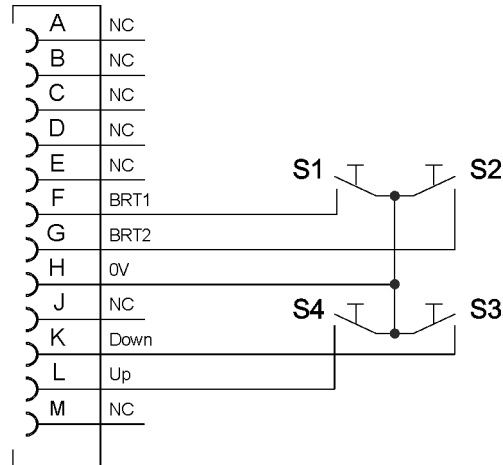 A NC
B NC
C NC
D NC
E NC
S1 S2
F BRT1
G BRT2
H 0V
J NC
S4 S3
K Down
L Up
M NC